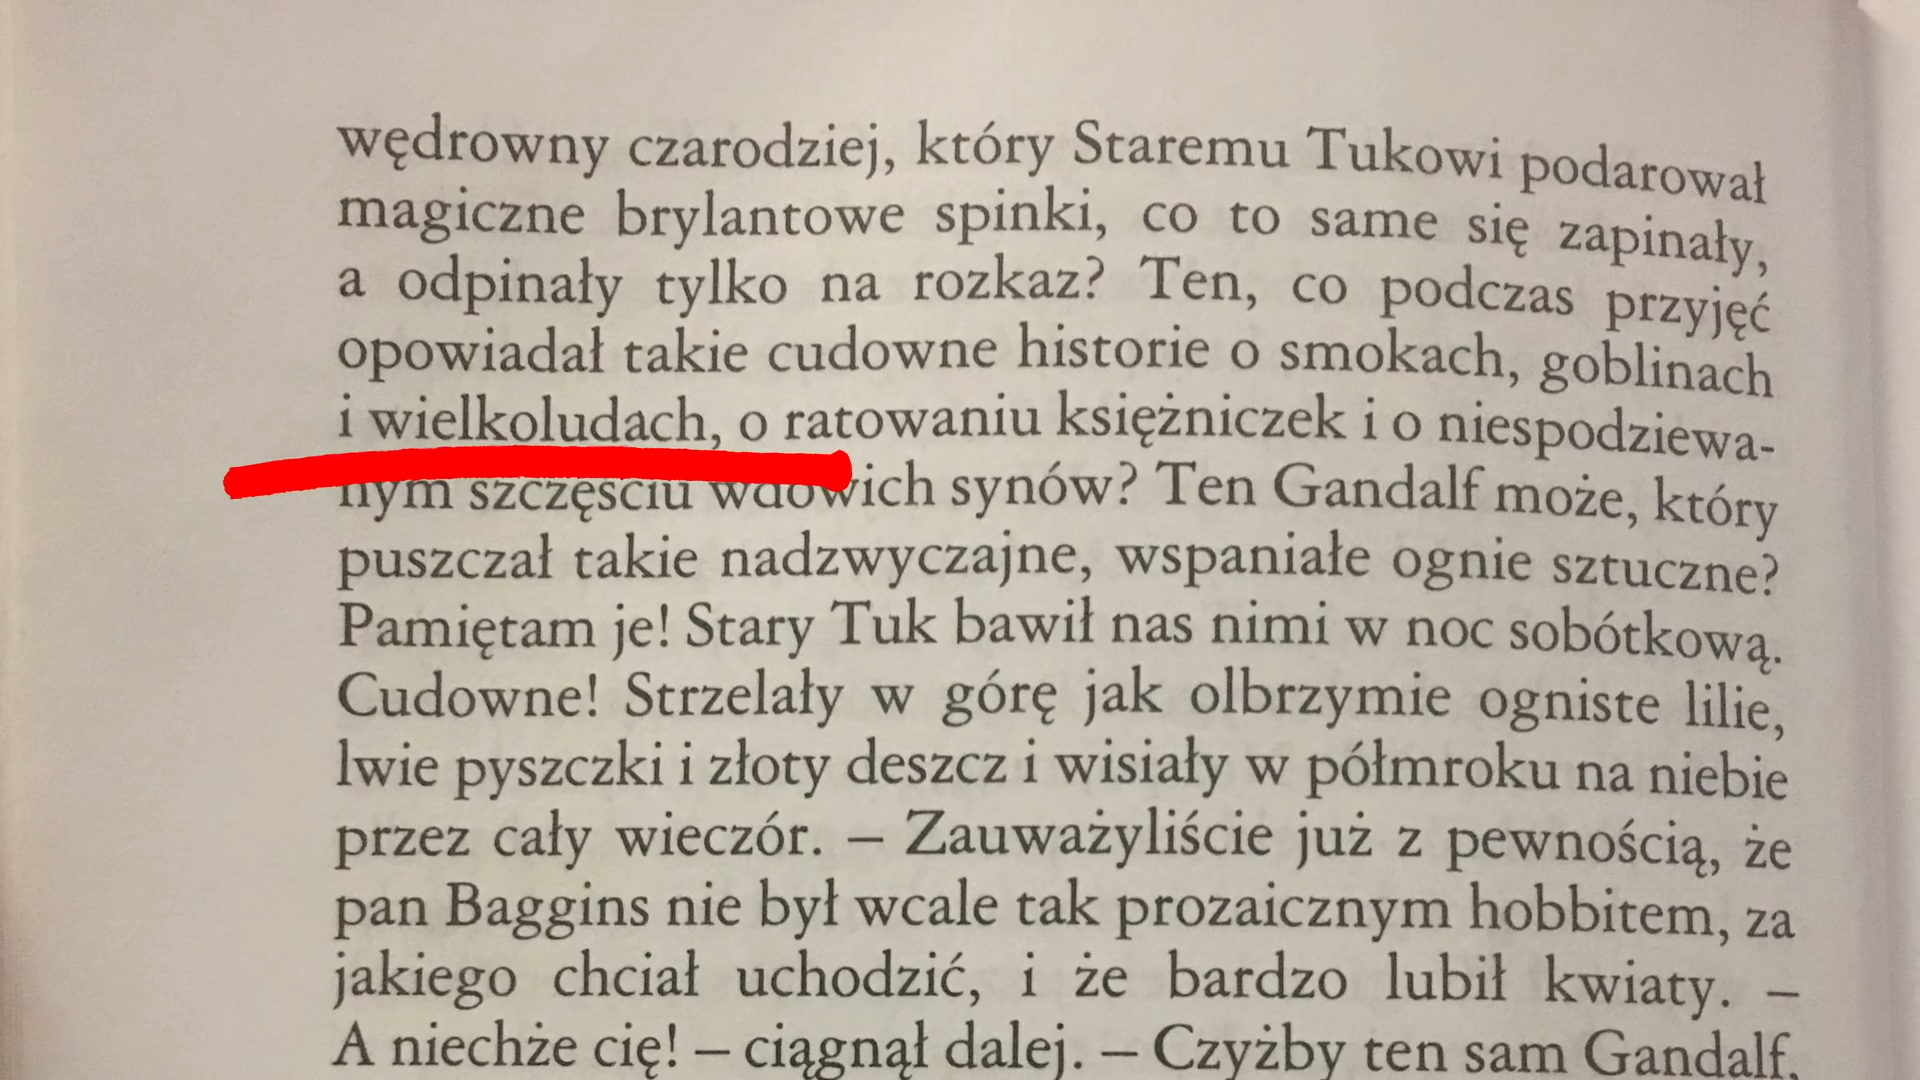 wędrowny czarodziej, który Staremu Tukowi podarował
magiczne brylantowe spinki, co to same się zapinały,
a odpinały tylko na rozkaz? Ten, co podczas przyjęć
opowiadał takie cudowne historie o smokach, goblinach
i wielkoludach, o ratowaniu księżniczek i o niespodziewa-
nym szczęściu wdowich synów? Ten Gandalf może, który
puszczał takie nadzwyczajne, wspaniałe ognie sztuczne?
Pamiętam je! Stary Tuk bawił nas nimi w noc sobótkową.
Cudowne! Strzelały w górę jak olbrzymie ogniste lilie,
lwie pyszczki i złoty deszcz i wisiały w półmroku na niebie
przez cały wieczór. – Zauważyliście już z pewnością, że
pan Baggins nie był wcale tak prozaicznym hobbitem, za
jakiego chciał uchodzić, i że bardzo lubił kwiaty. –
A niechże cię! – ciągnął dalej. – Czyżby ten sam Gandalf,